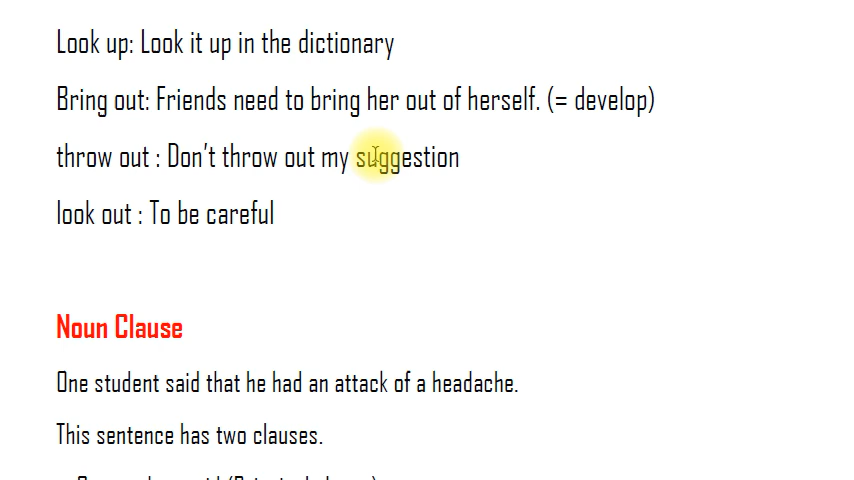 Look up: Look it up in the dictionary
Bring out: Friends need to bring her out of herself. (= develop)
throw out : Don't throw out my suggestion
look out : To be careful
Noun Clause
One student said that he had an attack of a headache.
This sentence has two clauses.